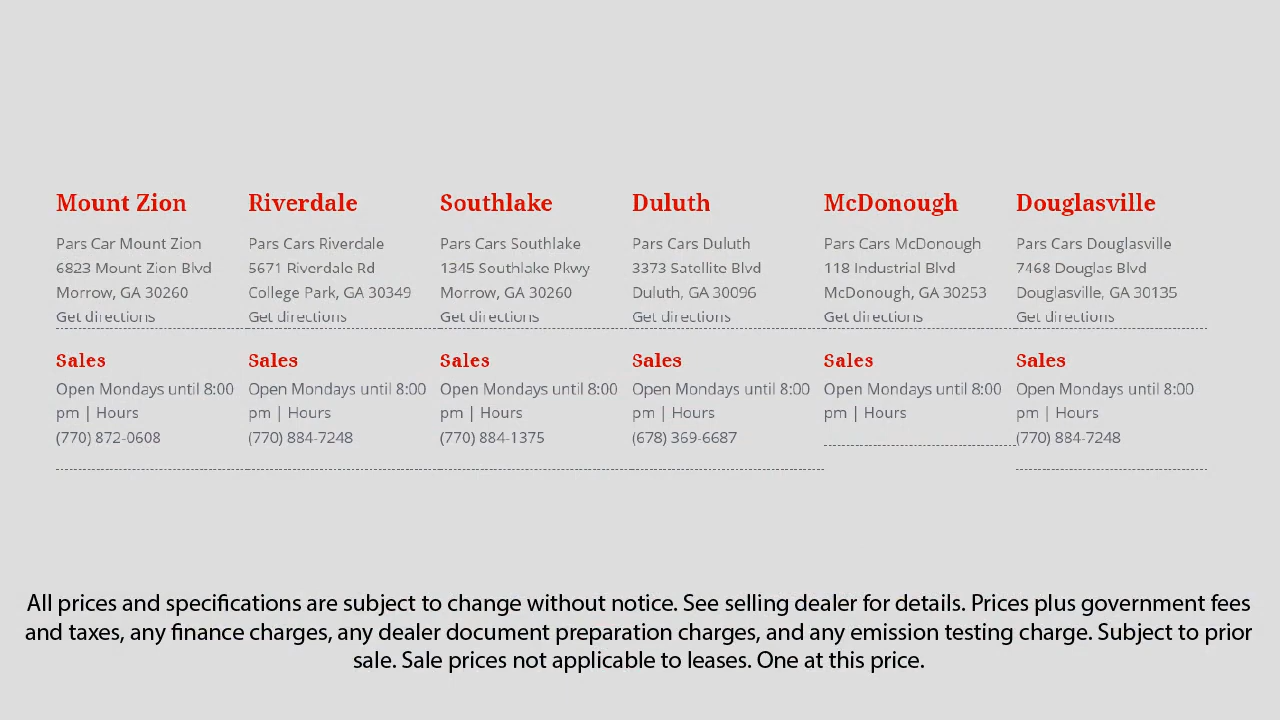 Mount Zion
Pars Car Mount Zion
6823 Mount Zion Blvd
Morrow, GA 30260
Get directions
Sales
Open Mondays until 8:00
pm | Hours
(770) 872-0608
Riverdale
Pars Cars Riverdale
5671 Riverdale Rd
College Park, GA 30349
Get directions
Sales
Open Mondays until 8:00
pm | Hours
(770) 884-7248
Southlake
Pars Cars Southlake
1345 Southlake Pkwy
Morrow, GA 30260
Get directions
Sales
Open Mondays until 8:00
pm | Hours
(770) 884-1375
Duluth
Pars Cars Duluth
3373 Satellite Blvd
Duluth, GA 30096
Get directions
Sales
Open Mondays until 8:00
pm | Hours
(678) 369-6687
McDonough
Pars Cars McDonough
118 Industrial Blvd
McDonough, GA 30253
Get directions
Sales
Open Mondays until 8:00
pm | Hours
Douglasville
Pars Cars Douglasville
7468 Douglas Blvd
Douglasville, GA 30135
Get directions
Sales
Open Mondays until 8:00
pm | Hours
(770) 884-7248
All prices and specifications are subject to change without notice. See selling dealer for details. Prices plus government fees
and taxes, any finance charges, any dealer document preparation charges, and any emission testing charge. Subject to prior
sale. Sale prices not applicable to leases. One at this price.